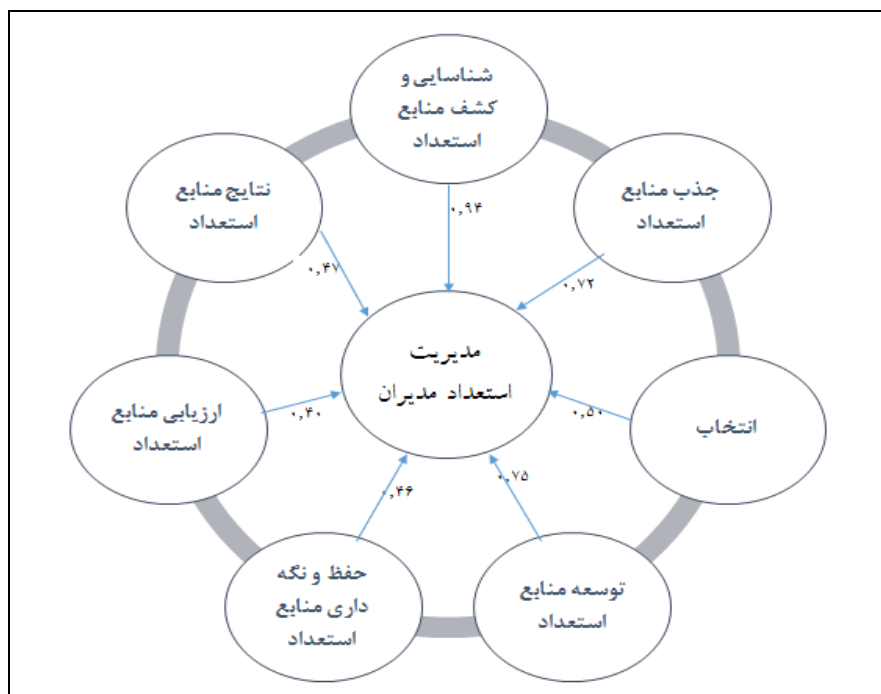 شناسایی و
کشف منابع
استعداد
جذب منابع
استعداد
انتخاب
توسعه منابع
استعداد
حفظ و نگه
داری منابع
استعداد
ارزیابی منابع
استعداد
نتایج منابع
استعداد
مدیریت
استعداد مدیران
۰,۹۴
۰,۷۲
۰,۵۰
۰,۷۵
۰,۴۶
۰,۴۰
۰,۴۷